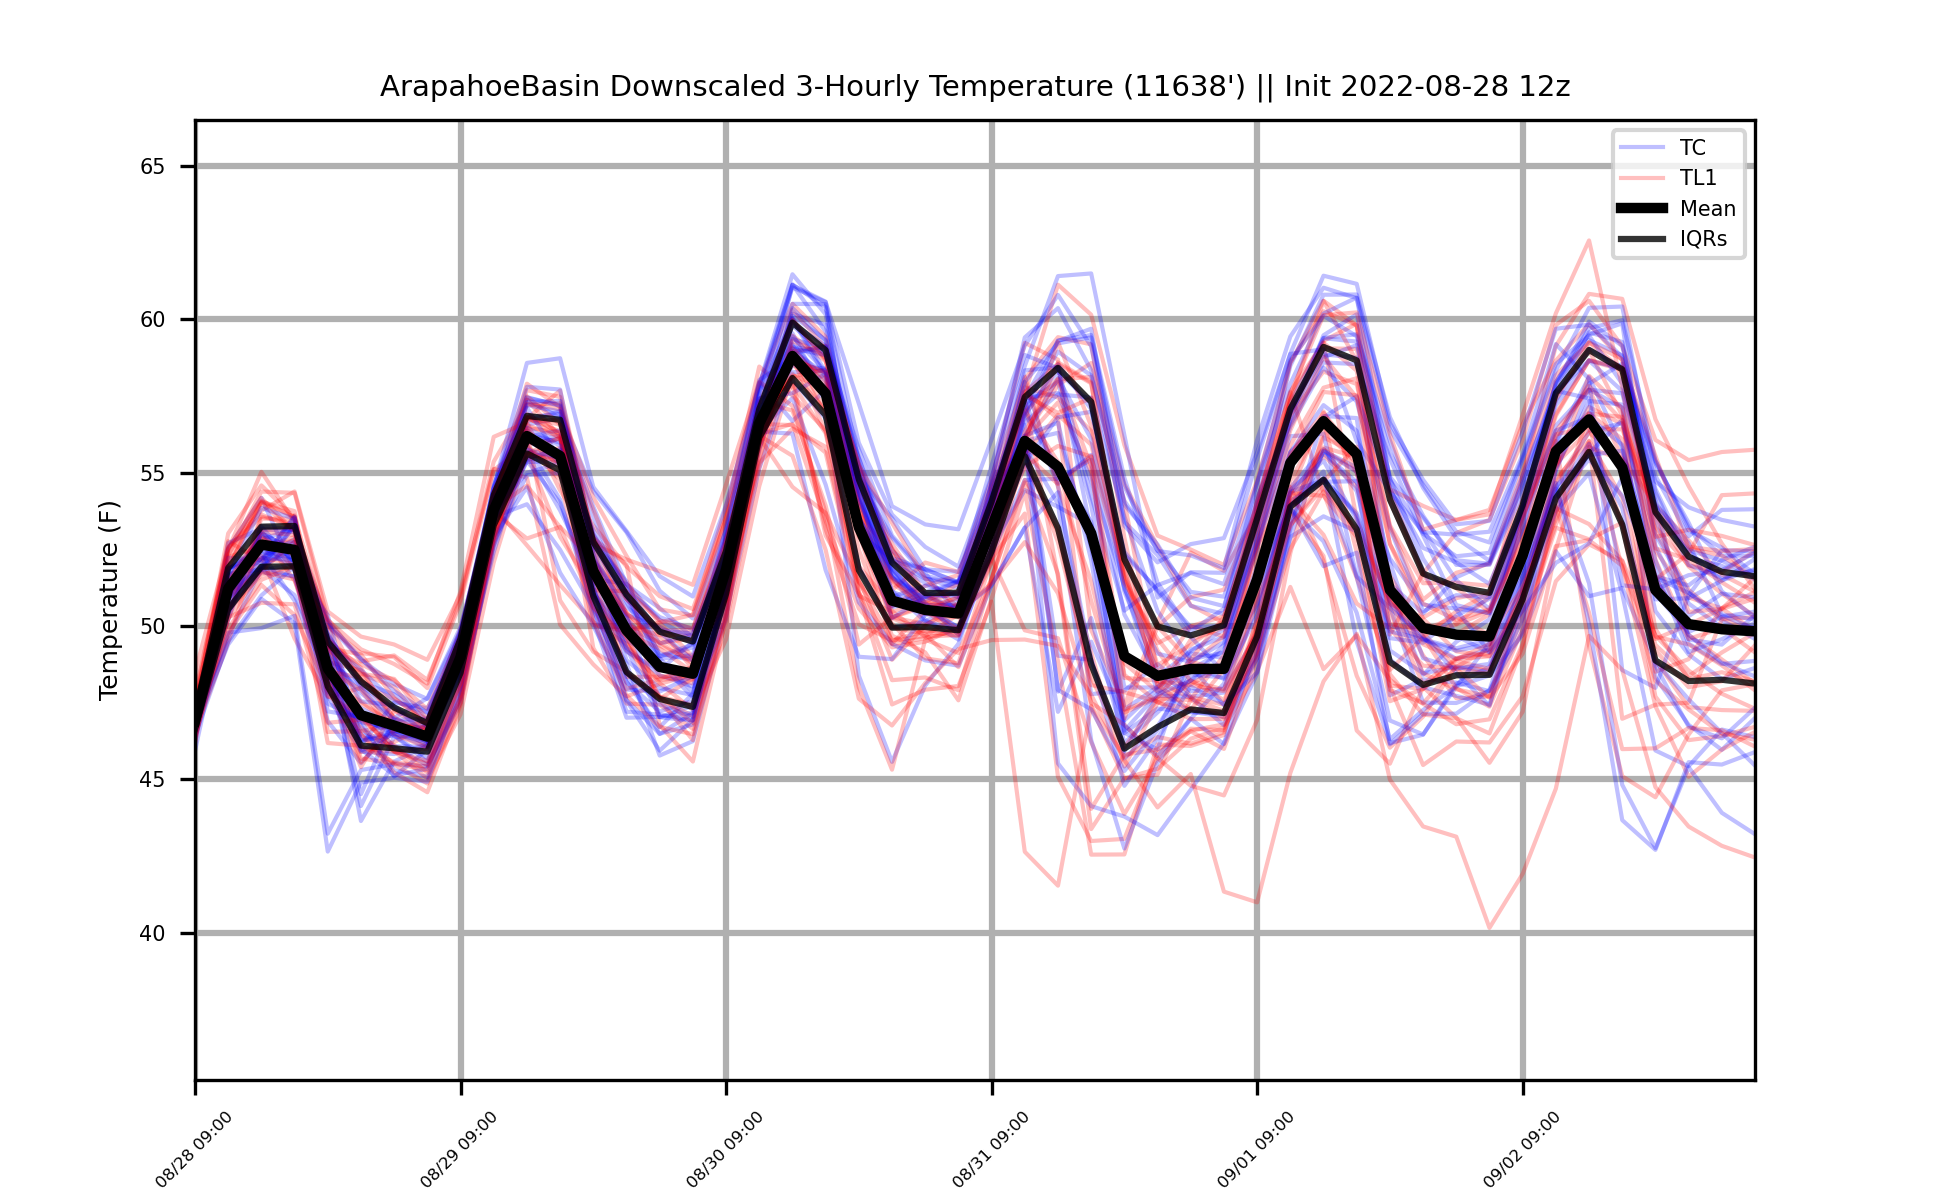 ArapahoeBasin Downscaled 3-Hourly Temperature (11638') || Init 2022-08-28 12z
TC
TL1
Mean
IQRs
Temperature (F)
65
60
55
50
45
40
08/28 09:00
08/29 09:00
08/30 09:00
08/31 09:00
09/01 09:00
09/02 09:00